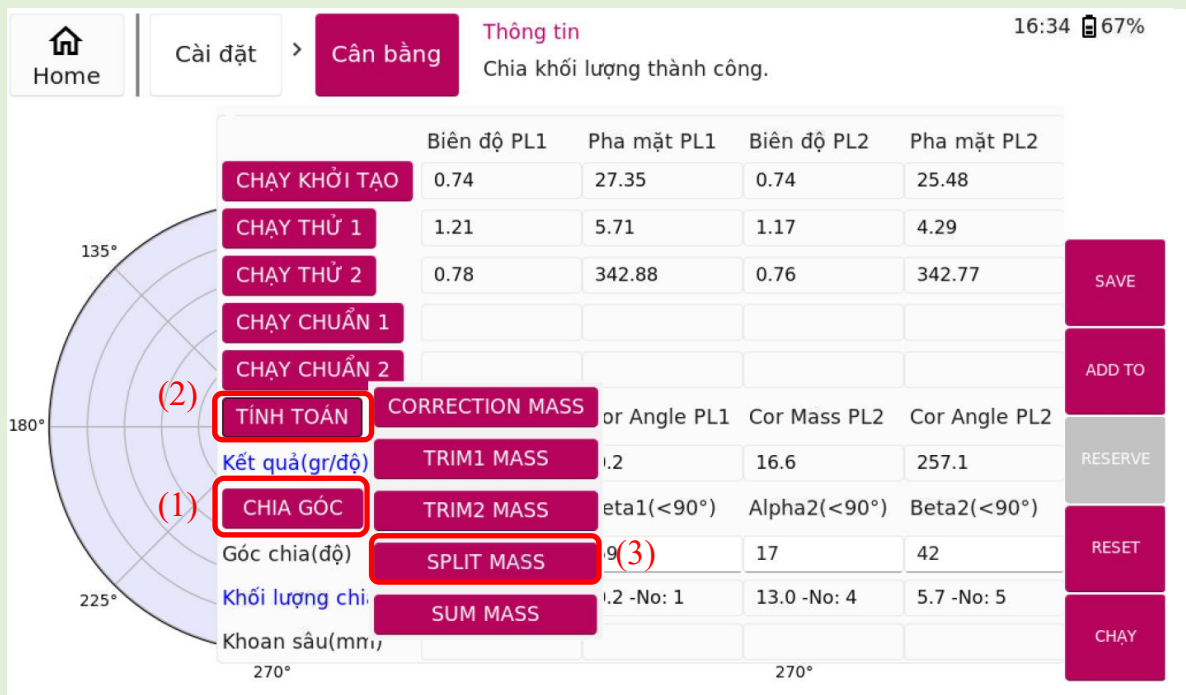 Home
Cài đặt
>
Cân bằng
Thông tin
Chia khối lượng thành công.
16:34 67%
Biên độ PL1 Pha mặt PL1 Biên độ PL2 Pha mặt PL2
CHẠY KHỞI TẠO 0.74 27.35 0.74 25.48
CHẠY THỬ 1 1.21 5.71 1.17 4.29
135°
CHẠY THỬ 2 0.78 342.88 0.76 342.77
SAVE
CHẠY CHUẨN 1
CHẠY CHUẨN 2
ADD TO
(2)
TÍNH TOÁN CORRECTION MASS or Angle PL1 Cor Mass PL2 Cor Angle PL2
180°
Kết quả(gr/độ) TRIM1 MASS .2 16.6 257.1
RESERVE
(1) CHIA GÓC TRIM2 MASS eta1(<90°) Alpha2(<90°) Beta2(<90°)
Góc chia(độ) SPLIT MASS (3) 17 42
RESET
225°
Khối lượng chi .2 -No: 1 13.0 -No: 4 5.7 -No: 5
SUM MASS
Khoan sâu(mm)
CHẠY
270° 270°